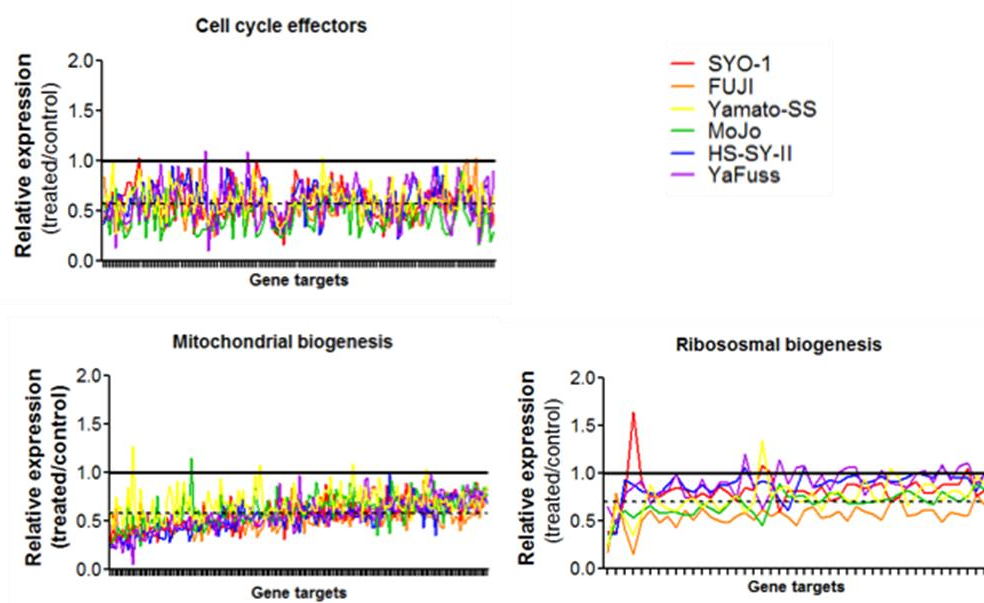 Cell cycle effectors
Relative expression
(treated/control)
2.0
1.5
1.0
0.5
0.0
Gene targets
SYO-1
FUJI
Yamato-SS
MoJo
HS-SY-II
YaFuss
Mitochondrial biogenesis
Relative expression
(treated/control)
2.0
1.5
1.0
0.5
0.0
Gene targets
Ribososmal biogenesis
Relative expression
(treated/control)
2.0
1.5
1.0
0.5
0.0
Gene targets